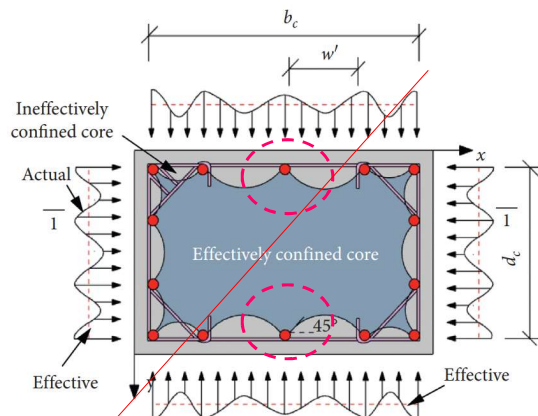 b_c
w'
Ineffectively
confined core
x
Actual
1
1
d_c
Effectively confined core
45°
Effective
y
Effective